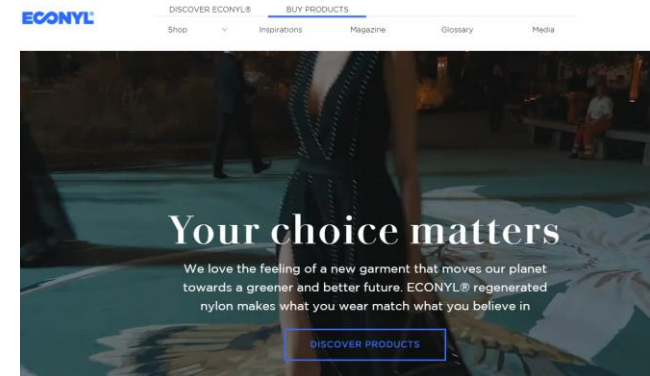 ECONYL®
DISCOVER ECONYL® BUY PRODUCTS
Shop Inspirations Magazine Glossary Media
Your choice matters
We love the feeling of a new garment that moves our planet
towards a greener and better future. ECONYL® regenerated
nylon makes what you wear match what you believe in
DISCOVER PRODUCTS